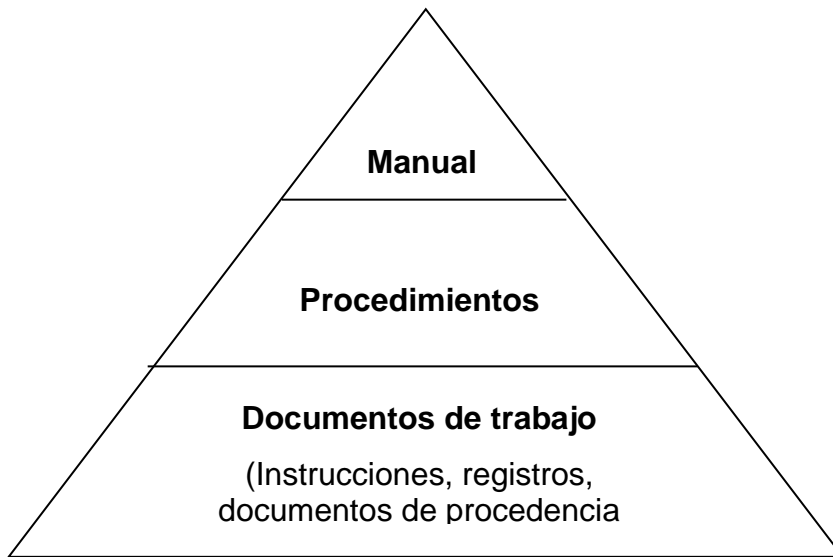 Manual
Procedimientos
Documentos de trabajo
(Instrucciones, registros,
documentos de procedencia